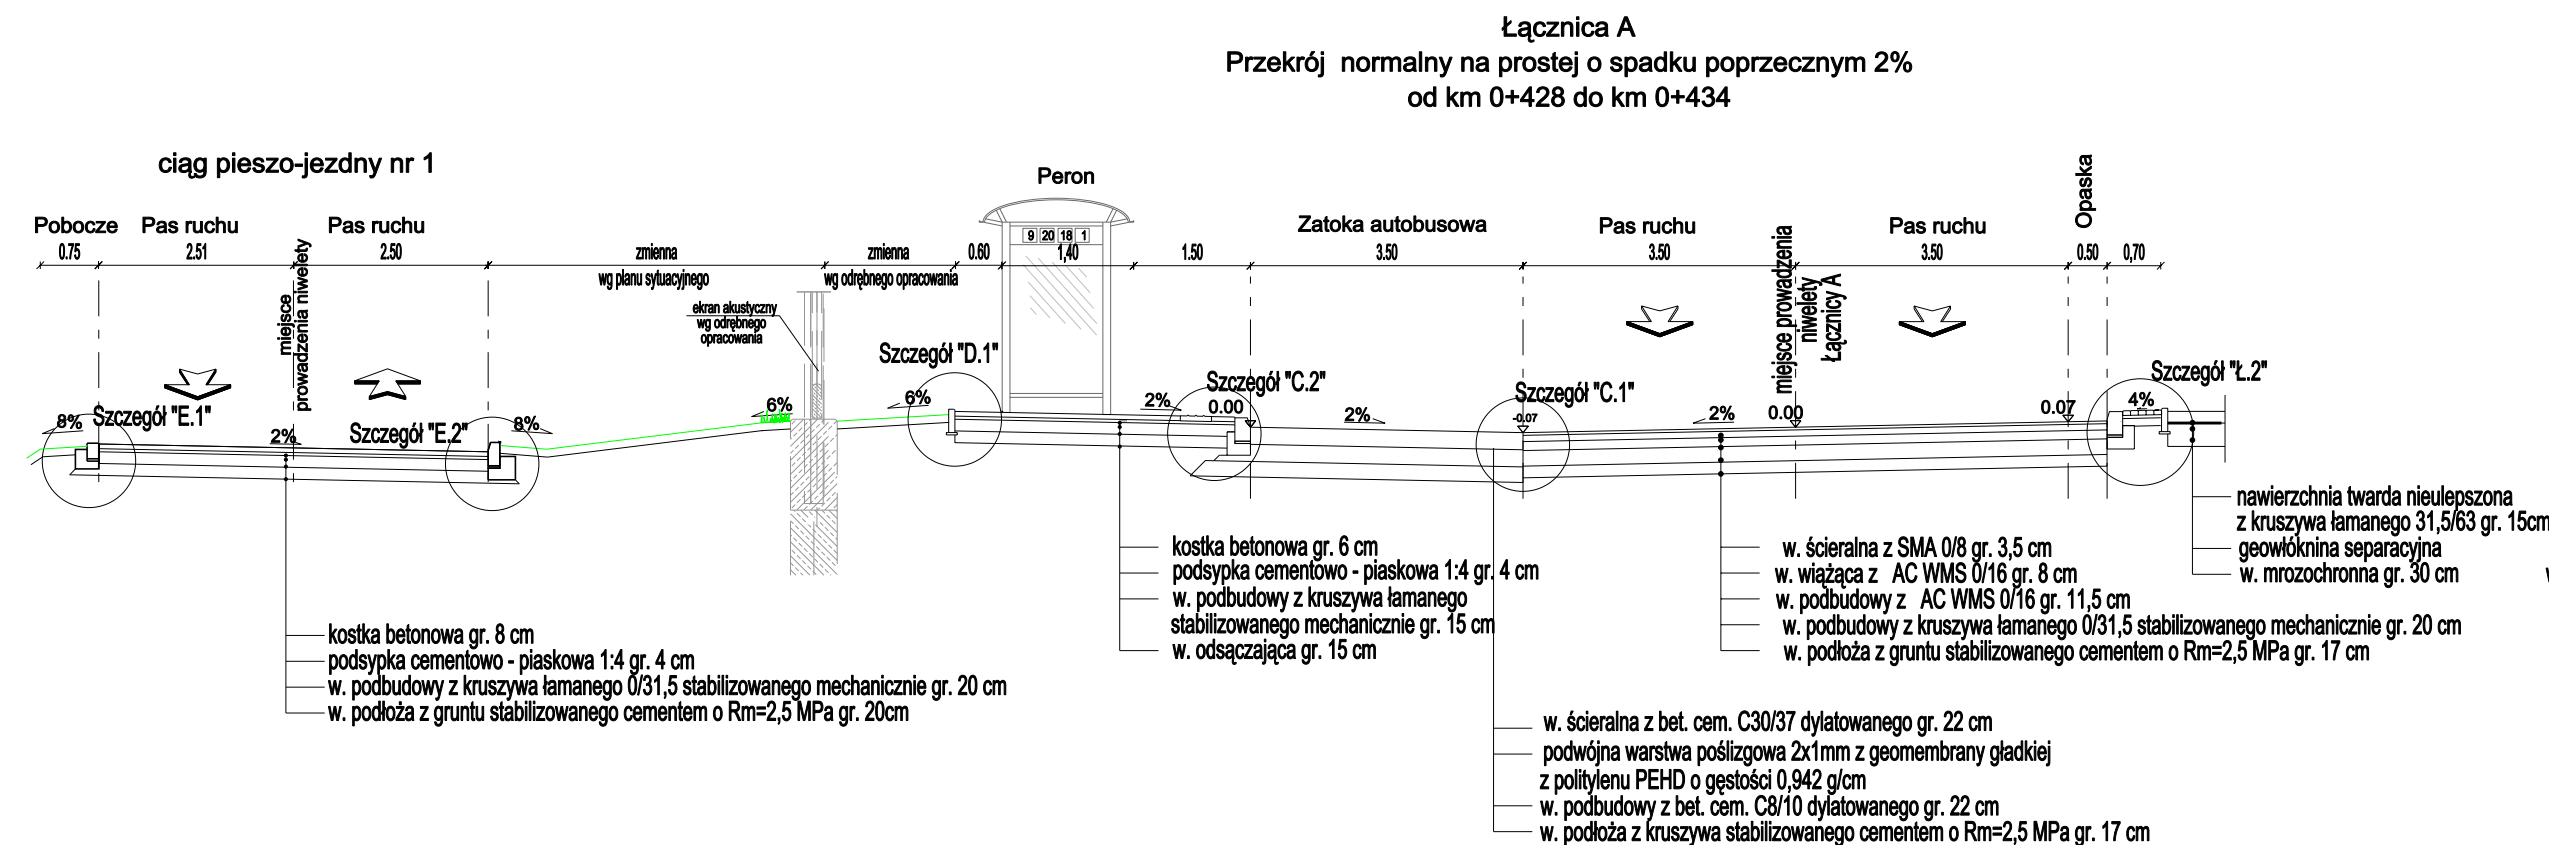 Łącznica A
Przekrój normalny na prostej o spadku poprzecznym 2%
od km 0+428 do km 0+434
ciąg pieszo-jezdny nr 1
Peron
Opaska
Pobocze
Pas ruchu
Pas ruchu
Zatoka autobusowa
Pas ruchu
Pas ruchu
9 20 18 1
0.75
2.51
2.50
zmienna
zmienna
0.60
1,40
1.50
3.50
3.50
3.50
0.50
0,70
wg planu sytuacyjnego
wg odrębnego opracowania
miejsce
prowadzenia niwelety
ekran akustyczny
wg odrębnego
opracowania
miejsce prowadzenia
niwelety
Łącznicy A
Szczegół "D.1"
Szczegół "C.2"
Szczegół "C.1"
Szczegół "Ł.2"
Szczegół "E.1"
Szczegół "E.2"
8%
2%
8%
6%
6%
2%
0.00
2%
-0.07
2%
0.00
0.07
4%
nawierzchnia twarda nieulepszona
z kruszywa łamanego 31,5/63 gr. 15cm
geowłóknina separacyjna
w. mrozochronna gr. 30 cm
kostka betonowa gr. 6 cm
podsypka cementowo - piaskowa 1:4 gr. 4 cm
w. podbudowy z kruszywa łamanego
stabilizowanego mechanicznie gr. 15 cm
w. odsączająca gr. 15 cm
w. ścieralna z SMA 0/8 gr. 3,5 cm
w. wiążąca z AC WMS 0/16 gr. 8 cm
w. podbudowy z AC WMS 0/16 gr. 11,5 cm
w. podbudowy z kruszywa łamanego 0/31,5 stabilizowanego mechanicznie gr. 20 cm
w. podłoża z gruntu stabilizowanego cementem o Rm=2,5 MPa gr. 17 cm
kostka betonowa gr. 8 cm
podsypka cementowo - piaskowa 1:4 gr. 4 cm
w. podbudowy z kruszywa łamanego 0/31,5 stabilizowanego mechanicznie gr. 20 cm
w. podłoża z gruntu stabilizowanego cementem o Rm=2,5 MPa gr. 20cm
w. ścieralna z bet. cem. C30/37 dylatowanego gr. 22 cm
podwójna warstwa poślizgowa 2x1mm z geomembrany gładkiej
z politylenu PEHD o gęstości 0,942 g/cm
w. podbudowy z bet. cem. C8/10 dylatowanego gr. 22 cm
w. podłoża z kruszywa stabilizowanego cementem o Rm=2,5 MPa gr. 17 cm